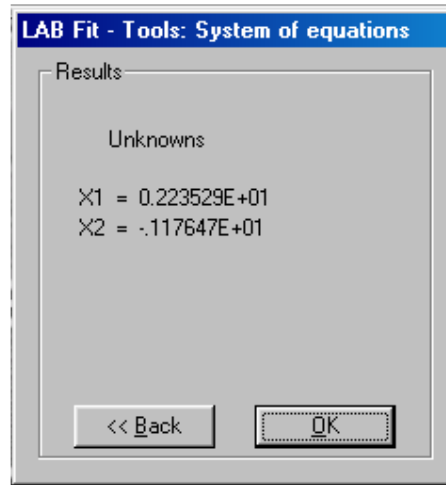 LAB Fit - Tools: System of equations
Results
Unknowns
X1 = 0.223529E+01
X2 = -.117647E+01
<< Back
OK